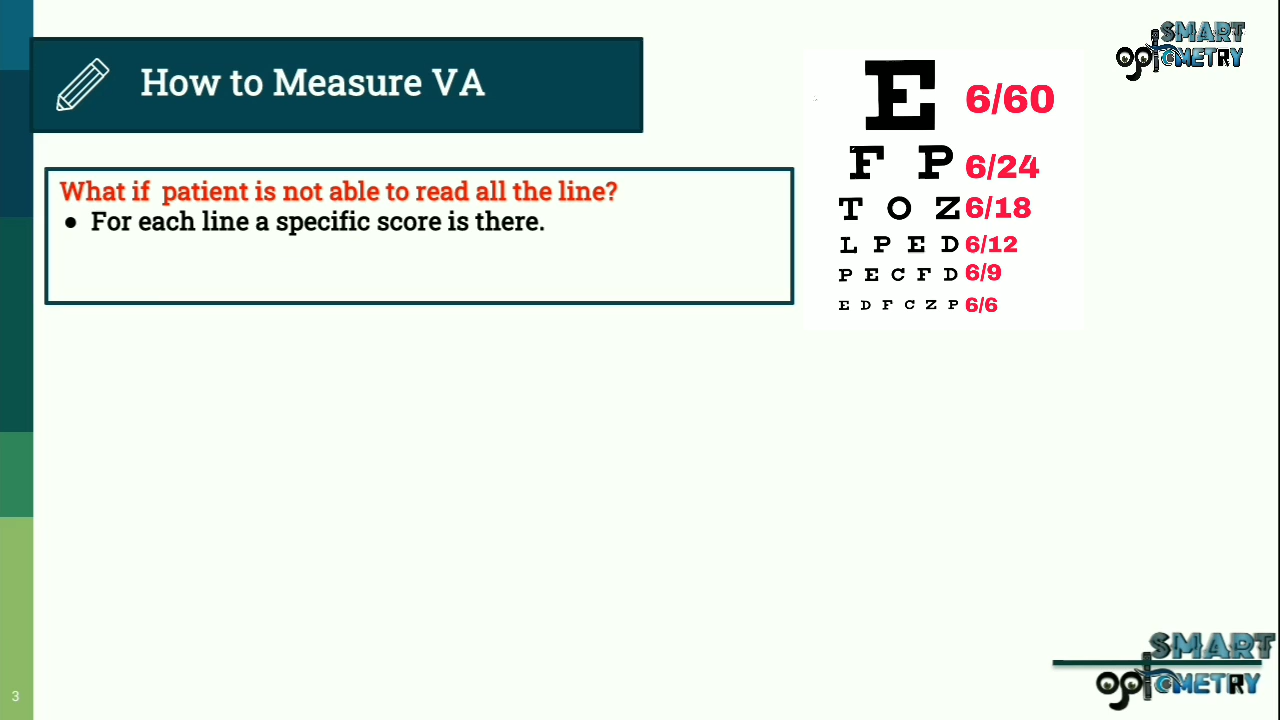 How to Measure VA
What if patient is not able to read all the line?
● For each line a specific score is there.
E 6/60
F P 6/24
T O Z 6/18
L P E D 6/12
P E C F D 6/9
E D F C Z P 6/6
SMART
OptOMETRY
SMART
OptOMETRY
3